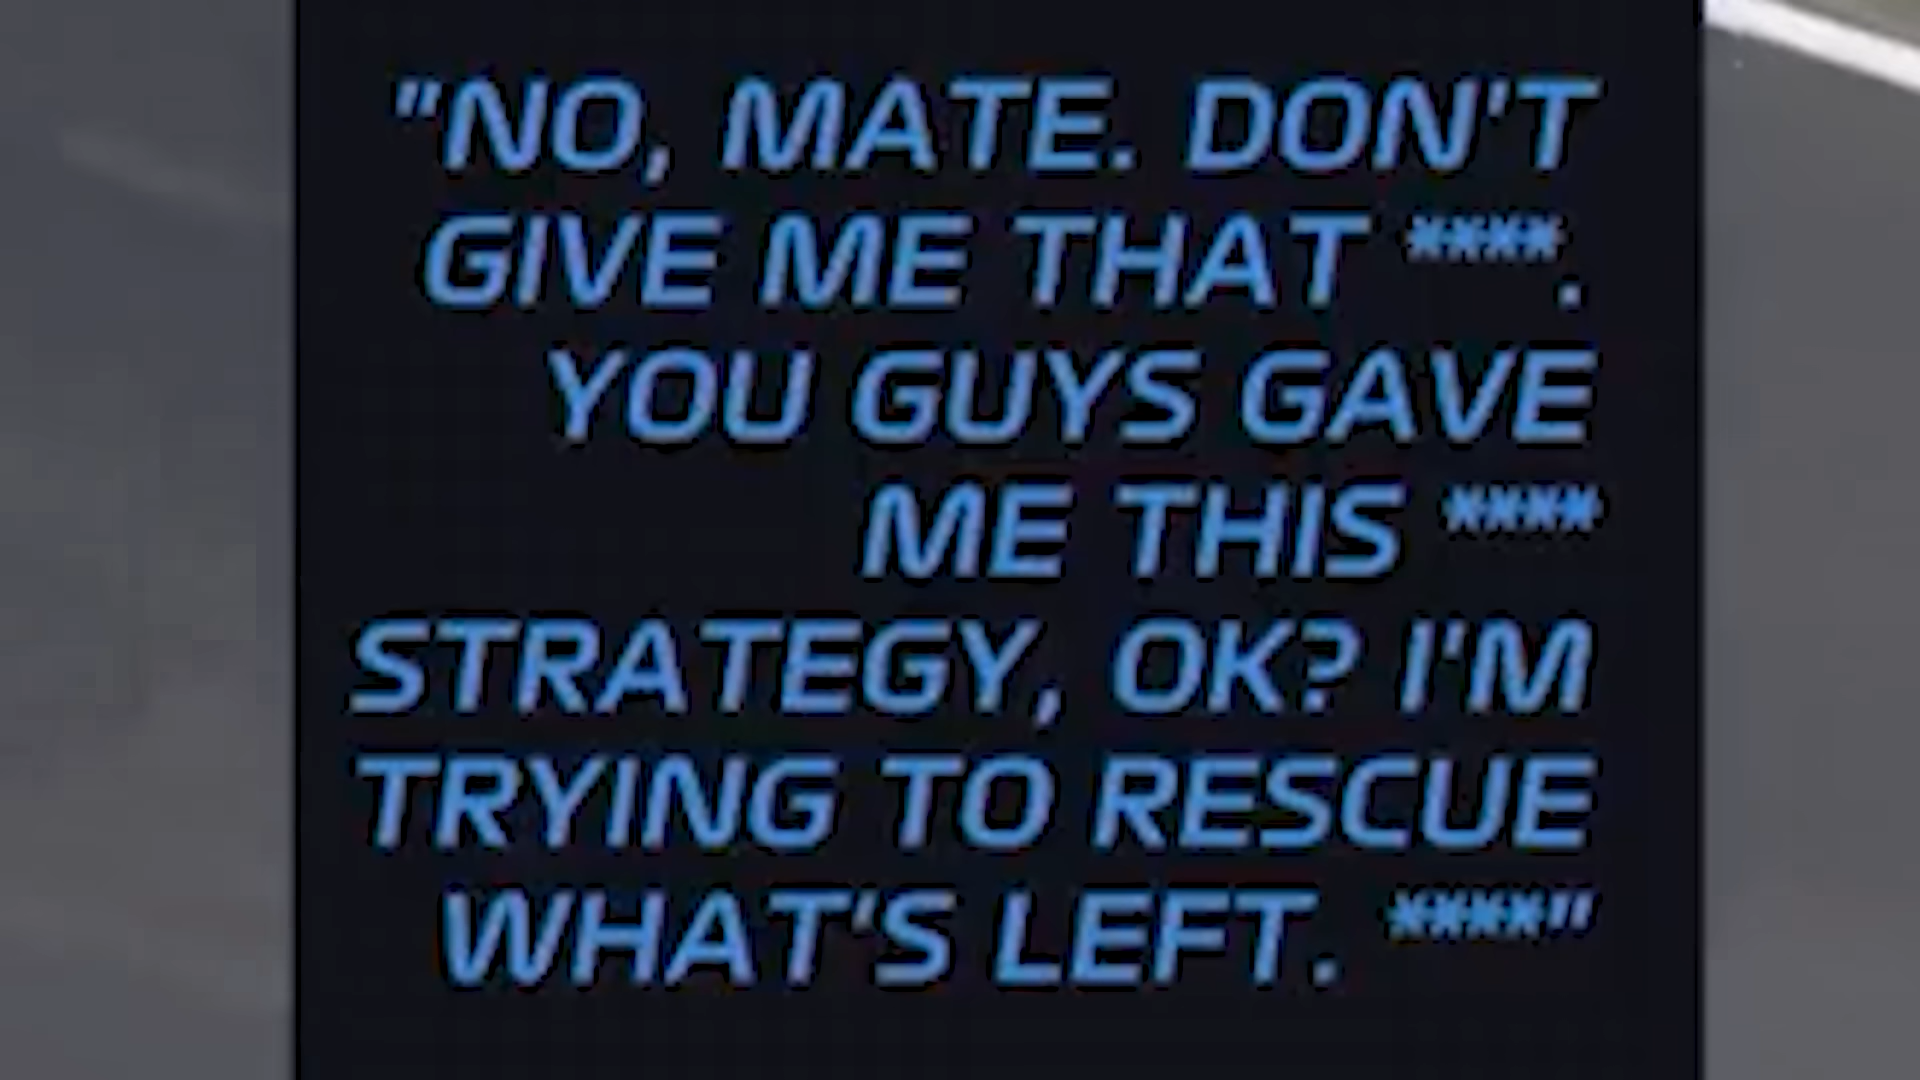 "NO, MATE. DON'T
GIVE ME THAT ****.
YOU GUYS GAVE
ME THIS ****
STRATEGY, OK? I'M
TRYING TO RESCUE
WHAT'S LEFT. ****"